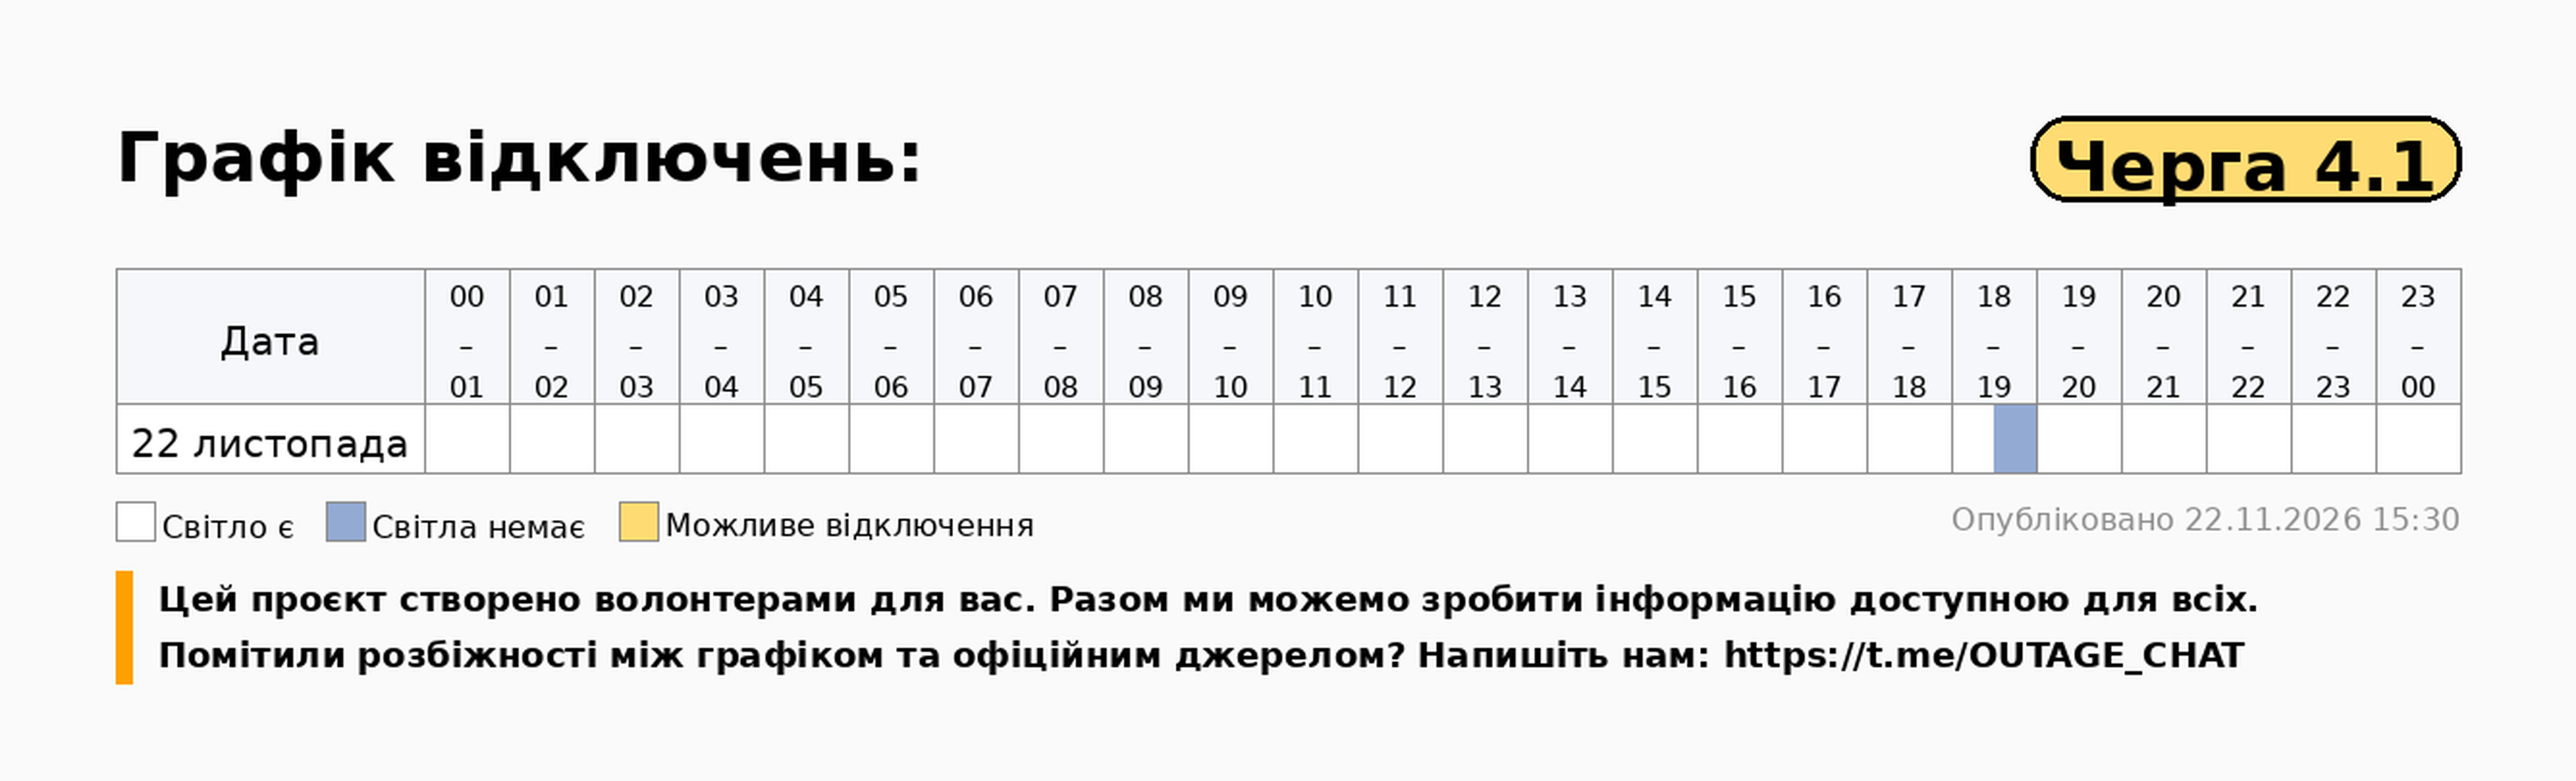 Графік відключень:
Черга 4.1
Дата 00 – 01 01 – 02 02 – 03 03 – 04 04 – 05 05 – 06 06 – 07 07 – 08 08 – 09 09 – 10 10 – 11 11 – 12 12 – 13 13 – 14 14 – 15 15 – 16 16 – 17 17 – 18 18 – 19 19 – 20 20 – 21 21 – 22 22 – 23 23 – 00
22 листопада
Світло є Світла немає Можливе відключення
Опубліковано 22.11.2026 15:30
Цей проєкт створено волонтерами для вас. Разом ми можемо зробити інформацію доступною для всіх.
Помітили розбіжності між графіком та офіційним джерелом? Напишіть нам: https://t.me/OUTAGE_CHAT